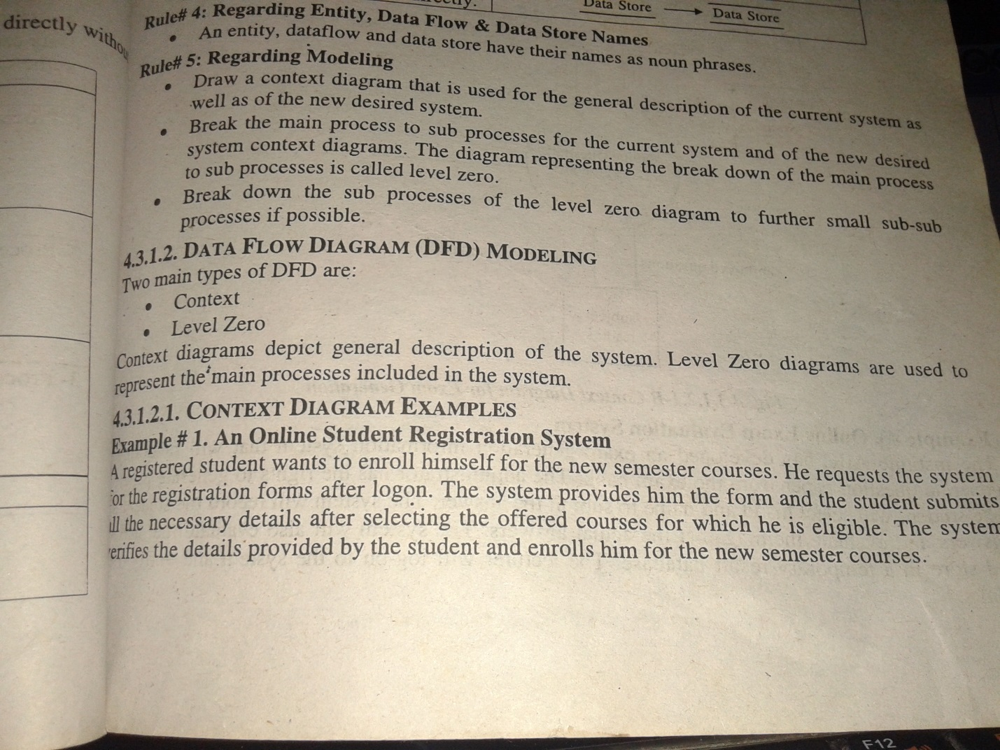 directly
Data Store
Data Store
Rule# 4: Regarding Entity, Data Flow & Data Store Names
• An entity, dataflow and data store have their names as noun phrases.
Rule# 5: Regarding Modeling
• Draw a context diagram that is used for the general description of the current system as
well as of the new desired system.
• Break the main process to sub processes for the current system and of the new desired
system context diagrams. The diagram representing the break down of the main process
to sub processes is called level zero.
• Break down the sub processes of the level zero diagram to further small sub-sub
processes if possible.
4.3.1.2. DATA FLOW DIAGRAM (DFD) MODELING
Two main types of DFD are:
• Context
• Level Zero
Context diagrams depict general description of the system. Level Zero diagrams are used to
represent the main processes included in the system.
4.3.1.2.1. CONTEXT DIAGRAM EXAMPLES
Example # 1. An Online Student Registration System
A registered student wants to enroll himself for the new semester courses. He requests the system
for the registration forms after logon. The system provides him the form and the student submits
all the necessary details after selecting the offered courses for which he is eligible. The system
verifies the details provided by the student and enrolls him for the new semester courses.
F12